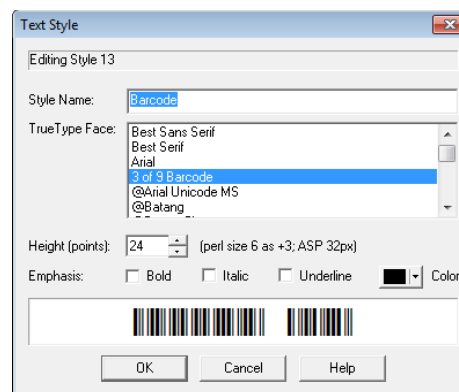 Text Style
Editing Style 13
Style Name: Barcode
TrueType Face: Best Sans Serif
Best Serif
Arial
3 of 9 Barcode
@Arial Unicode MS
@Batang
Height (points): 24 (perl size 6 as +3; ASP 32px)
Emphasis: Bold Italic Underline Color
OK Cancel Help